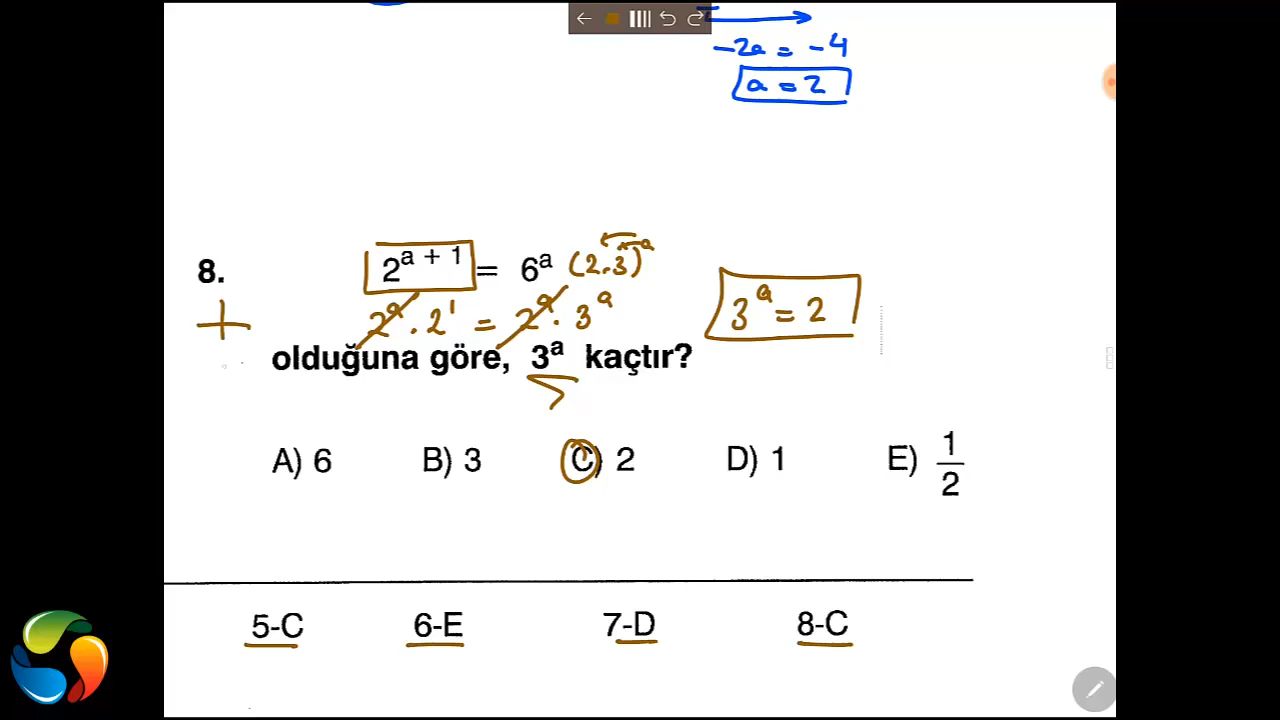 -2a = -4
a = 2
8. 2^{a + 1} = 6^a (2.3)^a
2^a . 2^1 = 2^a . 3^a
3^a = 2
olduğuna göre, 3^a kaçtır?
A) 6 B) 3 C) 2 D) 1 E) 1/2
5-C 6-E 7-D 8-C